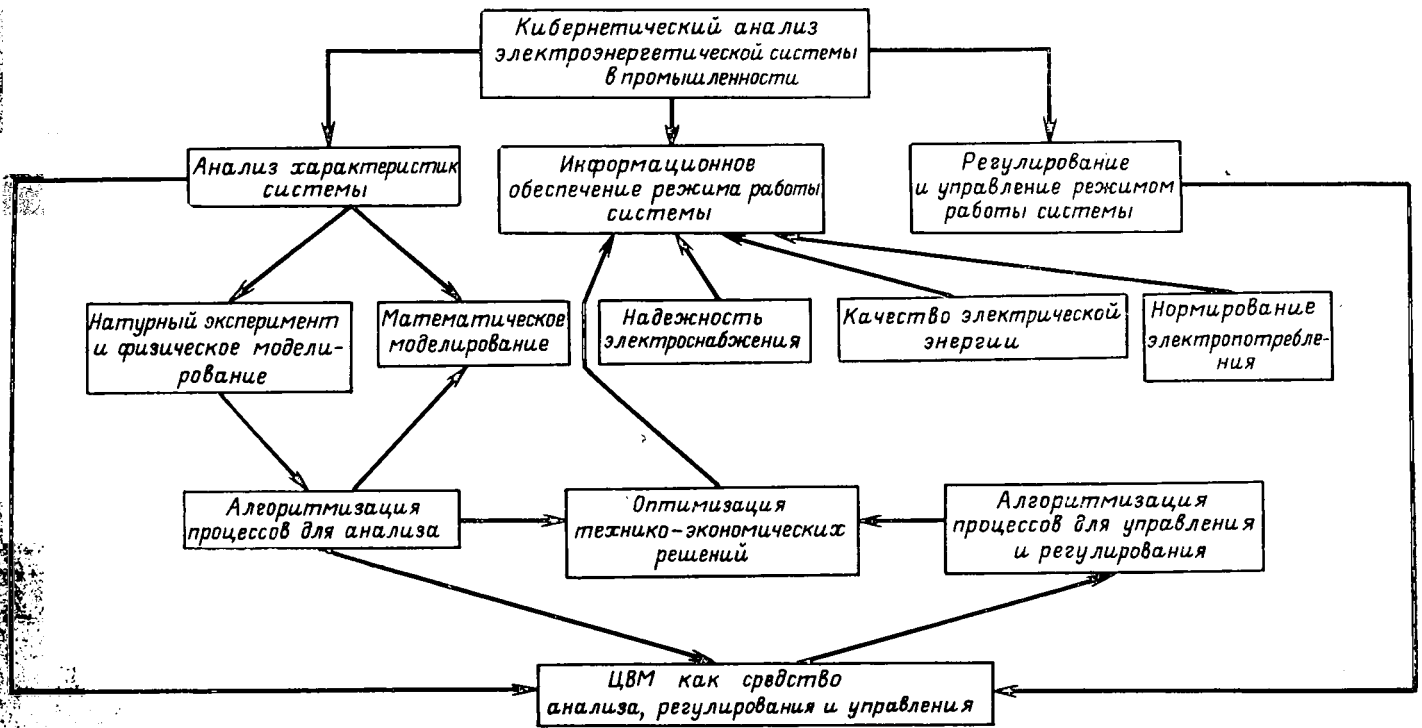 Кибернетический анализ
электроэнергетической системы
в промышленности
Анализ характеристик
системы
Информационное
обеспечение режима работы
системы
Регулирование
и управление режимом
работы системы
Натурный эксперимент
и физическое модели-
рование
Математическое
моделирование
Надежность
электроснабжения
Качество электрической
энергии
Нормирование
электропотребле-
ния
Алгоритмизация
процессов для анализа
Оптимизация
технико-экономических
решений
Алгоритмизация
процессов для управления
и регулирования
ЦВМ как средство
анализа, регулирования и управления